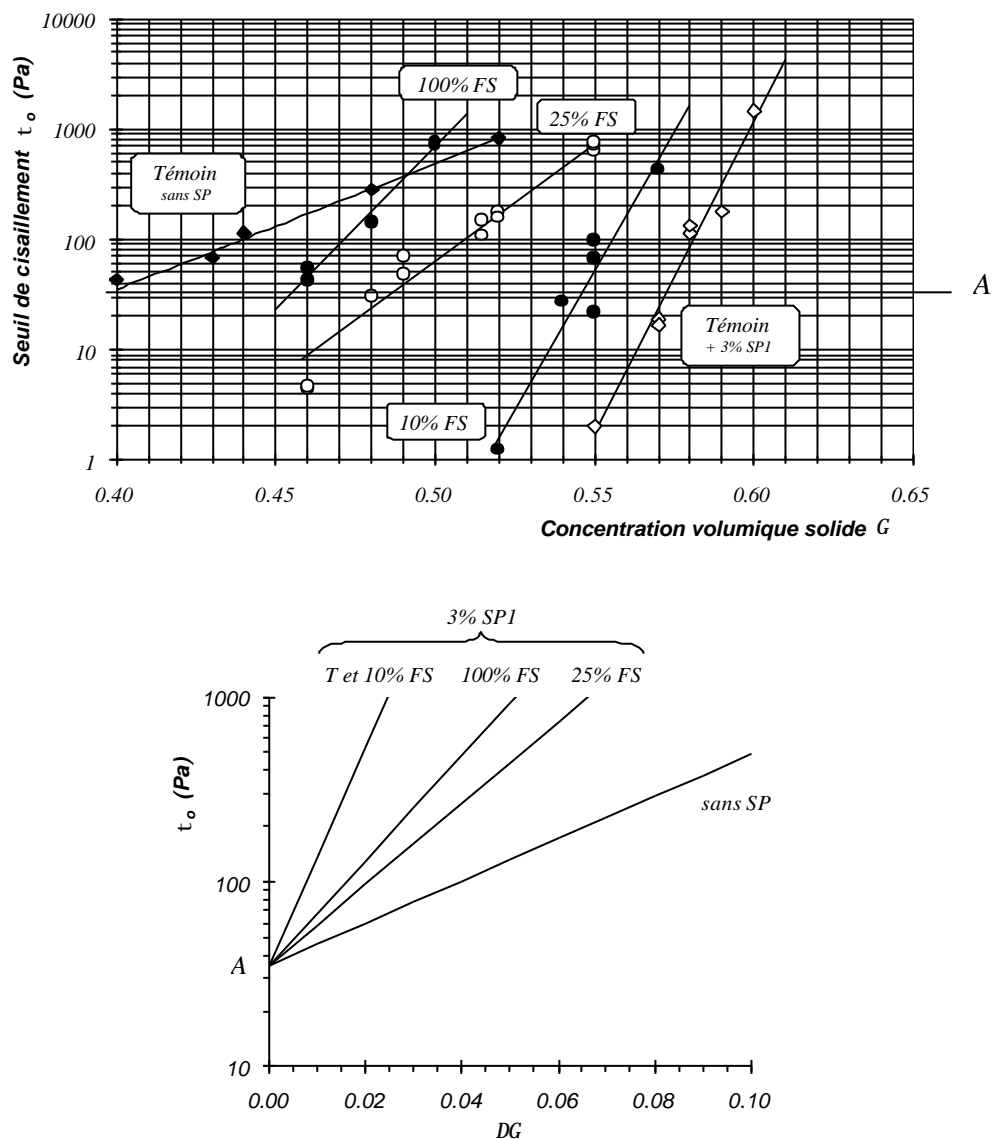 10000
1000
100
10
1
Seuil de cisaillement τo (Pa)
100% FS
25% FS
Témoin
sans SP
A
Témoin
+ 3% SP1
10% FS
0.40 0.45 0.50 0.55 0.60 0.65
Concentration volumique solide G
3% SP1
T et 10% FS 100% FS 25% FS
1000
100
A
10
τo (Pa)
sans SP
0.00 0.02 0.04 0.06 0.08 0.10
DG